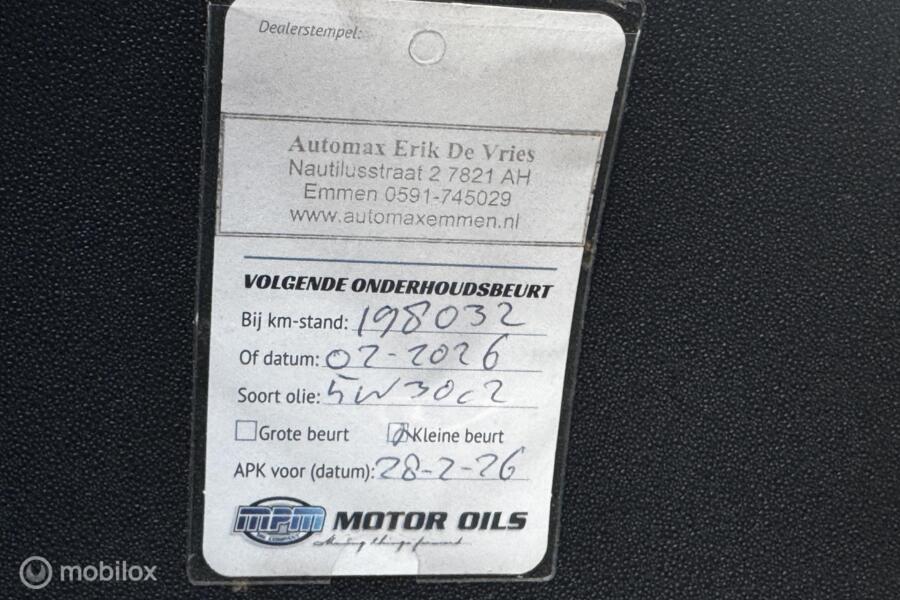 Dealerstempel:
Automax Erik De Vries
Nautilusstraat 2 7821 AH
Emmen 0591-745029
www.automaxemmen.nl
VOLGENDE ONDERHOUDSBEURT
Bij km-stand: 198032
Of datum: 02-2026
Soort olie: 5W30c2
Grote beurt Kleine beurt
APK voor (datum): 28-2-26
MPM MOTOR OILS
mobilox